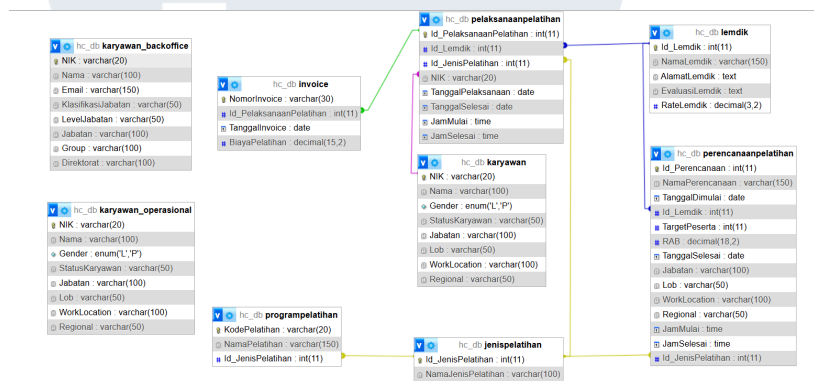 hc_db karyawan_backoffice
NIK : varchar(20)
Nama : varchar(100)
Email : varchar(150)
KlasifikasiJabatan : varchar(50)
LevelJabatan : varchar(50)
Jabatan : varchar(100)
Group : varchar(100)
Direktorat : varchar(100)
hc_db invoice
NomorInvoice : varchar(30)
Id_PelaksanaanPelatihan : int(11)
TanggalInvoice : date
BiayaPelatihan : decimal(15,2)
hc_db pelaksanaanpelatihan
Id_PelaksanaanPelatihan : int(11)
Id_Lemdik : int(11)
Id_JenisPelatihan : int(11)
NIK : varchar(20)
TanggalPelaksanaan : date
TanggalSelesai : date
JamMulai : time
JamSelesai : time
hc_db lemdik
Id_Lemdik : int(11)
NamaLemdik : varchar(150)
AlamatLemdik : text
EvaluasiLemdik : text
RateLemdik : decimal(3,2)
hc_db karyawan_operasional
NIK : varchar(20)
Nama : varchar(100)
Gender : enum('L','P')
StatusKaryawan : varchar(50)
Jabatan : varchar(100)
Lob : varchar(50)
WorkLocation : varchar(100)
Regional : varchar(50)
hc_db karyawan
NIK : varchar(20)
Nama : varchar(100)
Gender : enum('L','P')
StatusKaryawan : varchar(50)
Jabatan : varchar(100)
Lob : varchar(50)
WorkLocation : varchar(100)
Regional : varchar(50)
hc_db perencanaanpelatihan
Id_Perencanaan : int(11)
NamaPerencanaan : varchar(150)
TanggalDimulai : date
Id_Lemdik : int(11)
TargetPeserta : int(11)
RAB : decimal(18,2)
TanggalSelesai : date
Jabatan : varchar(100)
Lob : varchar(50)
WorkLocation : varchar(100)
Regional : varchar(50)
JamMulai : time
JamSelesai : time
Id_JenisPelatihan : int(11)
hc_db programpelatihan
KodePelatihan : varchar(20)
NamaPelatihan : varchar(150)
Id_JenisPelatihan : int(11)
hc_db jenispelatihan
Id_JenisPelatihan : int(11)
NamaJenisPelatihan : varchar(100)